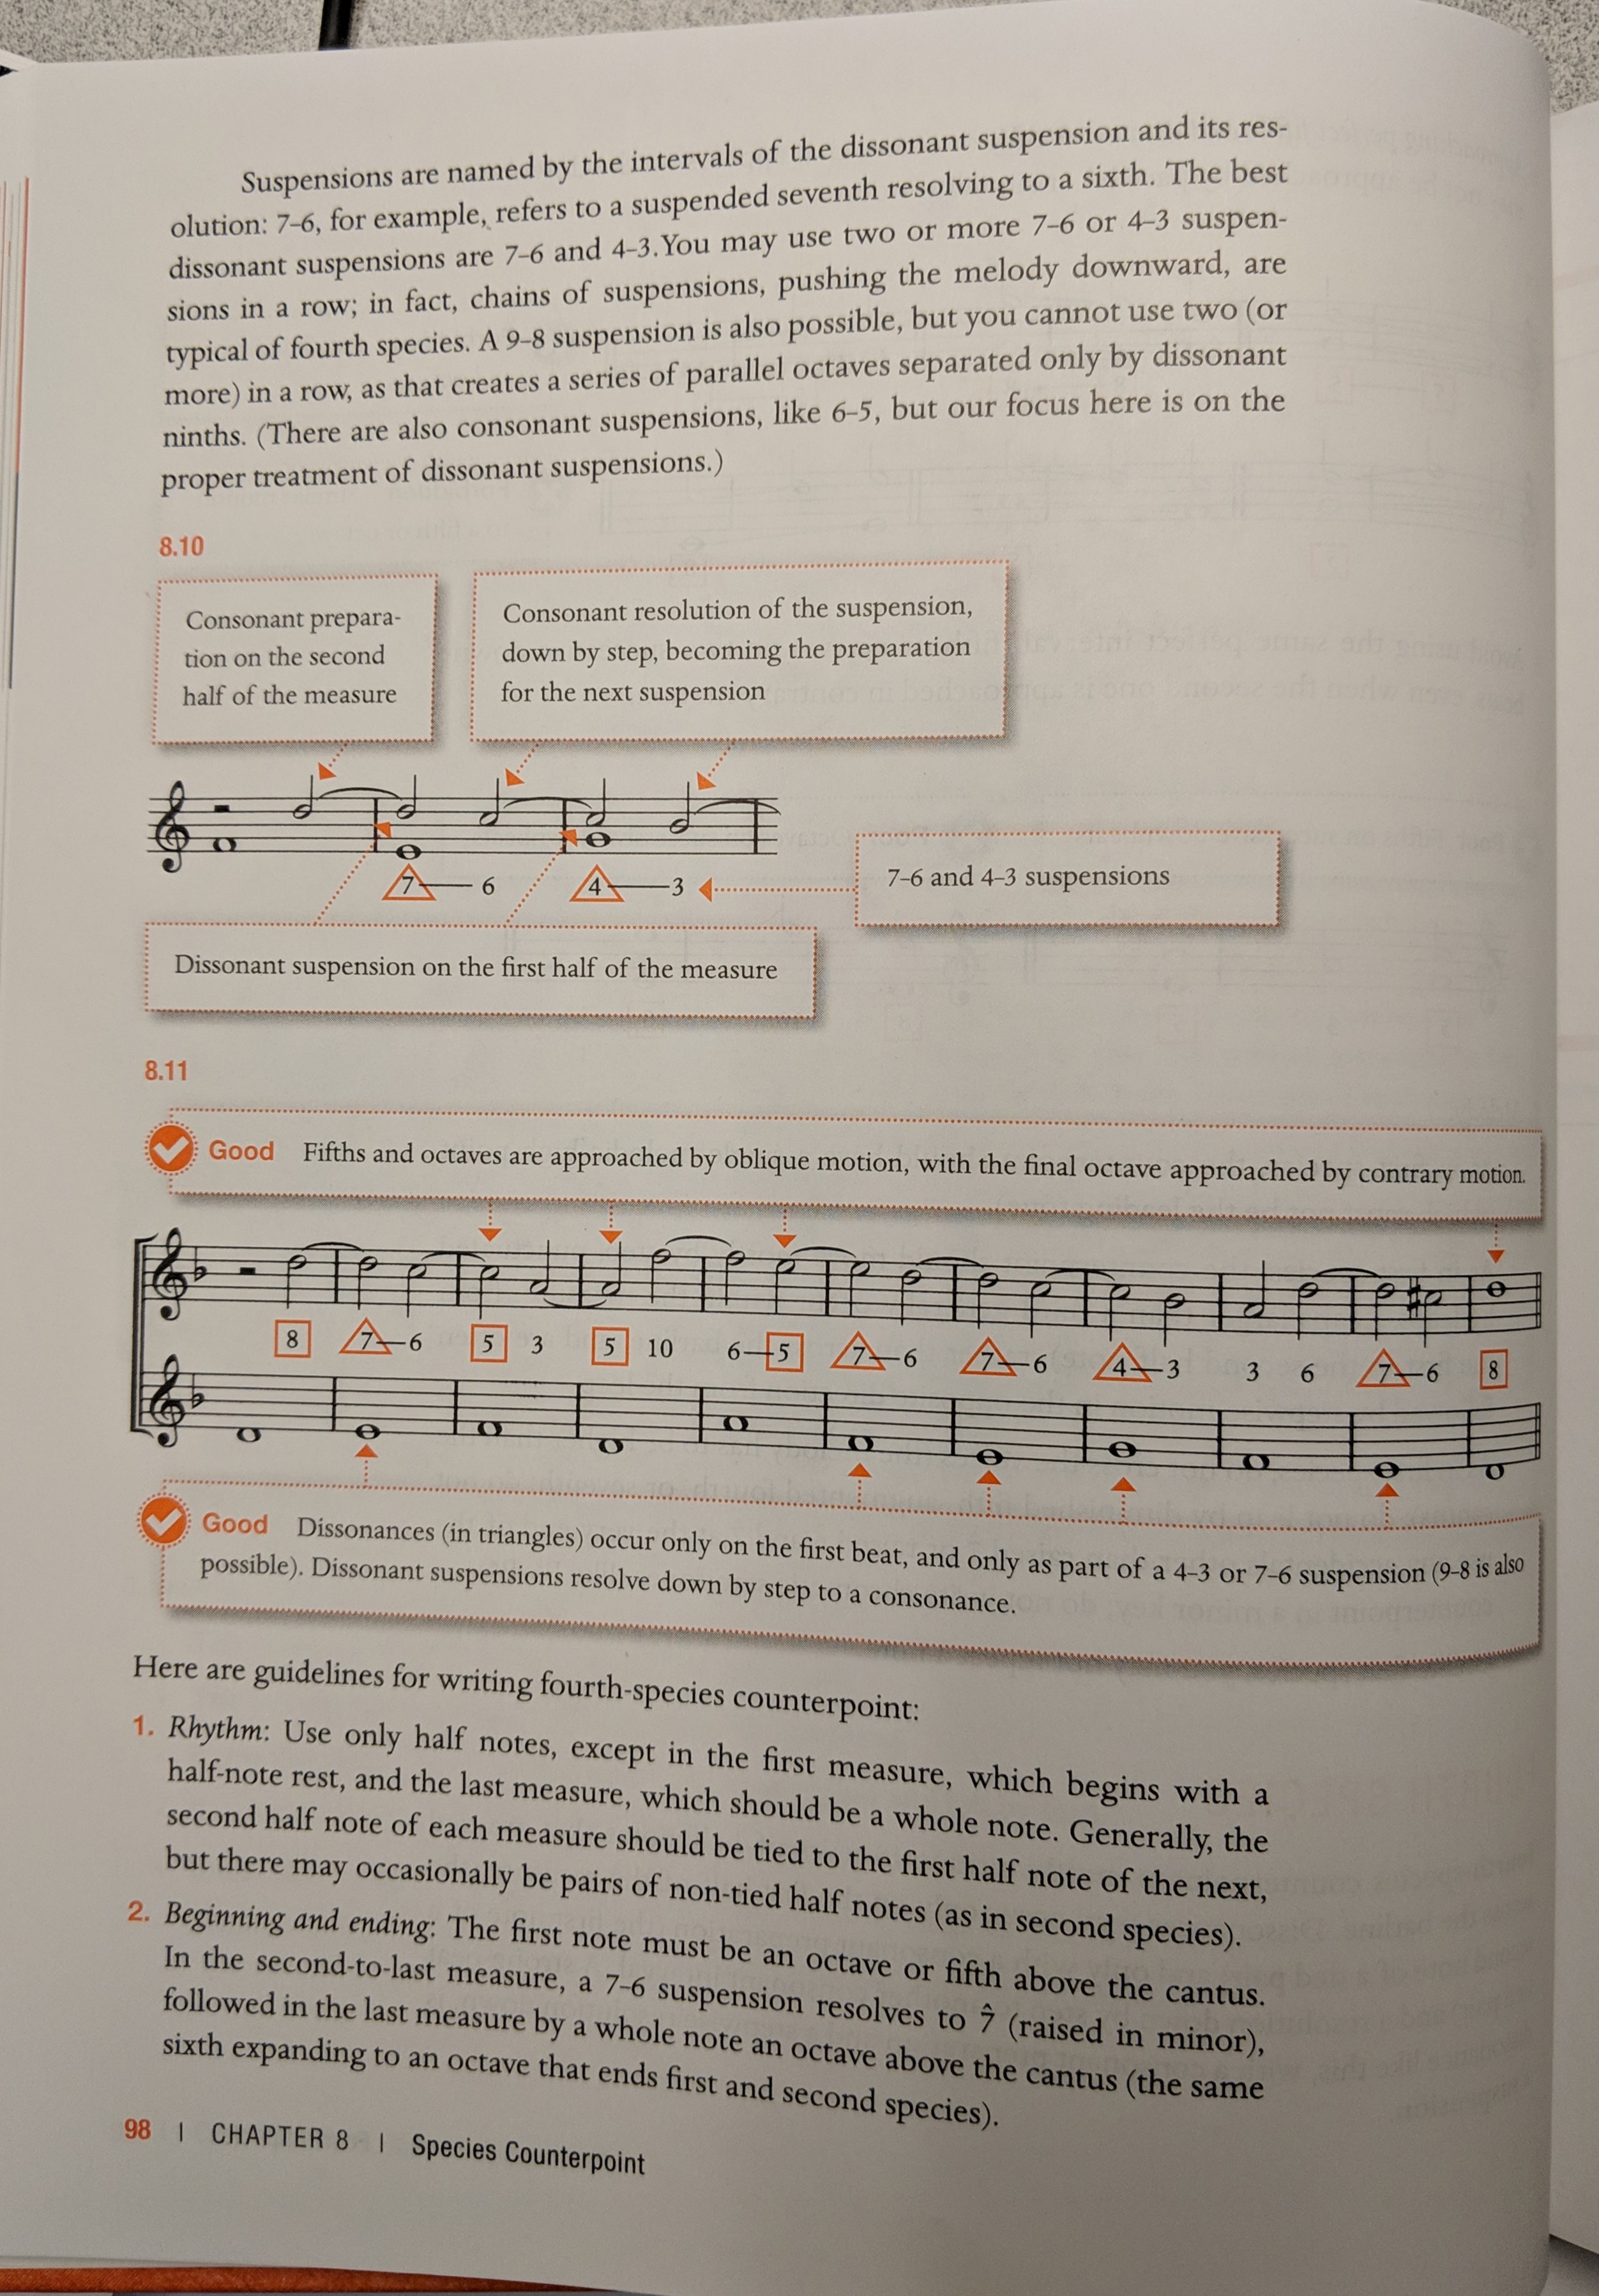 Suspensions are named by the intervals of the dissonant suspension and its res-
olution: 7–6, for example, refers to a suspended seventh resolving to a sixth. The best
dissonant suspensions are 7–6 and 4–3. You may use two or more 7–6 or 4–3 suspen-
sions in a row; in fact, chains of suspensions, pushing the melody downward, are
typical of fourth species. A 9–8 suspension is also possible, but you cannot use two (or
more) in a row, as that creates a series of parallel octaves separated only by dissonant
ninths. (There are also consonant suspensions, like 6–5, but our focus here is on the
proper treatment of dissonant suspensions.)
8.10
Consonant prepara-
tion on the second
half of the measure
Consonant resolution of the suspension,
down by step, becoming the preparation
for the next suspension
7 — 6 4 — 3
7–6 and 4–3 suspensions
Dissonant suspension on the first half of the measure
8.11
Good Fifths and octaves are approached by oblique motion, with the final octave approached by contrary motion.
8 7–6 5 3 5 10 6–5 7–6 7–6 4–3 3 6 7–6 8
Good Dissonances (in triangles) occur only on the first beat, and only as part of a 4–3 or 7–6 suspension (9–8 is also
possible). Dissonant suspensions resolve down by step to a consonance.
Here are guidelines for writing fourth-species counterpoint:
1. Rhythm: Use only half notes, except in the first measure, which begins with a
half-note rest, and the last measure, which should be a whole note. Generally, the
second half note of each measure should be tied to the first half note of the next,
but there may occasionally be pairs of non-tied half notes (as in second species).
2. Beginning and ending: The first note must be an octave or fifth above the cantus.
In the second-to-last measure, a 7–6 suspension resolves to 7̂ (raised in minor),
followed in the last measure by a whole note an octave above the cantus (the same
sixth expanding to an octave that ends first and second species).
98 | CHAPTER 8 | Species Counterpoint